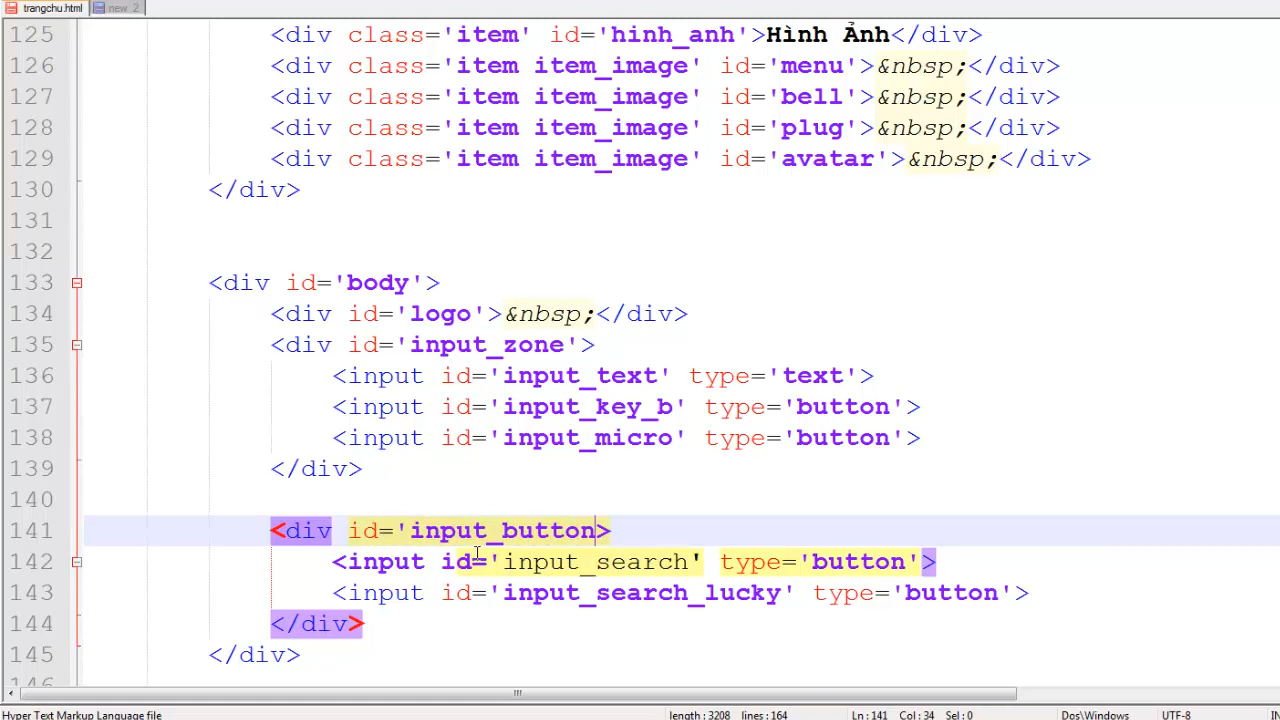 trangchu.html new 2
125 <div class='item' id='hinh_anh'>Hình Ảnh</div>
126 <div class='item item_image' id='menu'>&nbsp;</div>
127 <div class='item item_image' id='bell'>&nbsp;</div>
128 <div class='item item_image' id='plug'>&nbsp;</div>
129 <div class='item item_image' id='avatar'>&nbsp;</div>
130 </div>
131
132
133 <div id='body'>
134 <div id='logo'>&nbsp;</div>
135 <div id='input_zone'>
136 <input id='input_text' type='text'>
137 <input id='input_key_b' type='button'>
138 <input id='input_micro' type='button'>
139 </div>
140
141 <div id='input_button>
142 <input id='input_search' type='button'>
143 <input id='input_search_lucky' type='button'>
144 </div>
145 </div>
Hyper Text Markup Language file length : 3208 lines : 164 Ln : 141 Col : 34 Sel : 0 Dos\Windows UTF-8